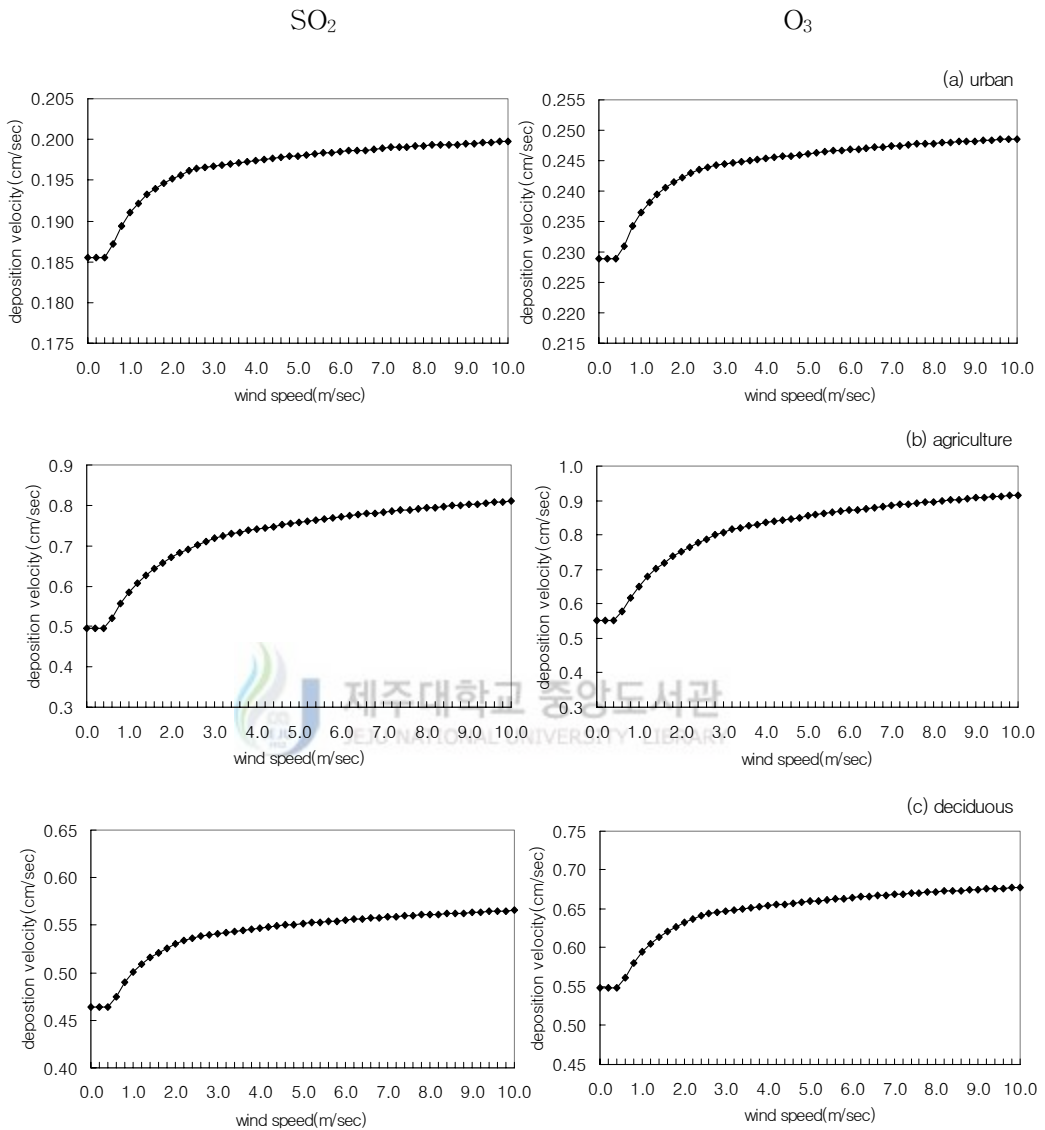 SO₂ O₃
(a) urban
0.205
0.200
0.195
0.190
0.185
0.180
0.175
deposition velocity(cm/sec)
0.0 1.0 2.0 3.0 4.0 5.0 6.0 7.0 8.0 9.0 10.0
wind speed(m/sec)
0.255
0.250
0.245
0.240
0.235
0.230
0.225
0.220
0.215
deposition velocity(cm/sec)
0.0 1.0 2.0 3.0 4.0 5.0 6.0 7.0 8.0 9.0 10.0
wind speed(m/sec)
(b) agriculture
0.9
0.8
0.7
0.6
0.5
0.4
0.3
deposition velocity(cm/sec)
0.0 1.0 2.0 3.0 4.0 5.0 6.0 7.0 8.0 9.0 10.0
wind speed(m/sec)
1.0
0.9
0.8
0.7
0.6
0.5
0.4
0.3
deposition velocity(cm/sec)
0.0 1.0 2.0 3.0 4.0 5.0 6.0 7.0 8.0 9.0 10.0
wind speed(m/sec)
제주대학교 중앙도서관
JEJU NATIONAL UNIVERSITY LIBRARY
(c) deciduous
0.65
0.60
0.55
0.50
0.45
0.40
depostion velocity(cm/sec)
0.0 1.0 2.0 3.0 4.0 5.0 6.0 7.0 8.0 9.0 10.0
wind speed(m/sec)
0.75
0.70
0.65
0.60
0.55
0.50
0.45
deposition velocity(cm/sec)
0.0 1.0 2.0 3.0 4.0 5.0 6.0 7.0 8.0 9.0 10.0
wind speed(m/sec)